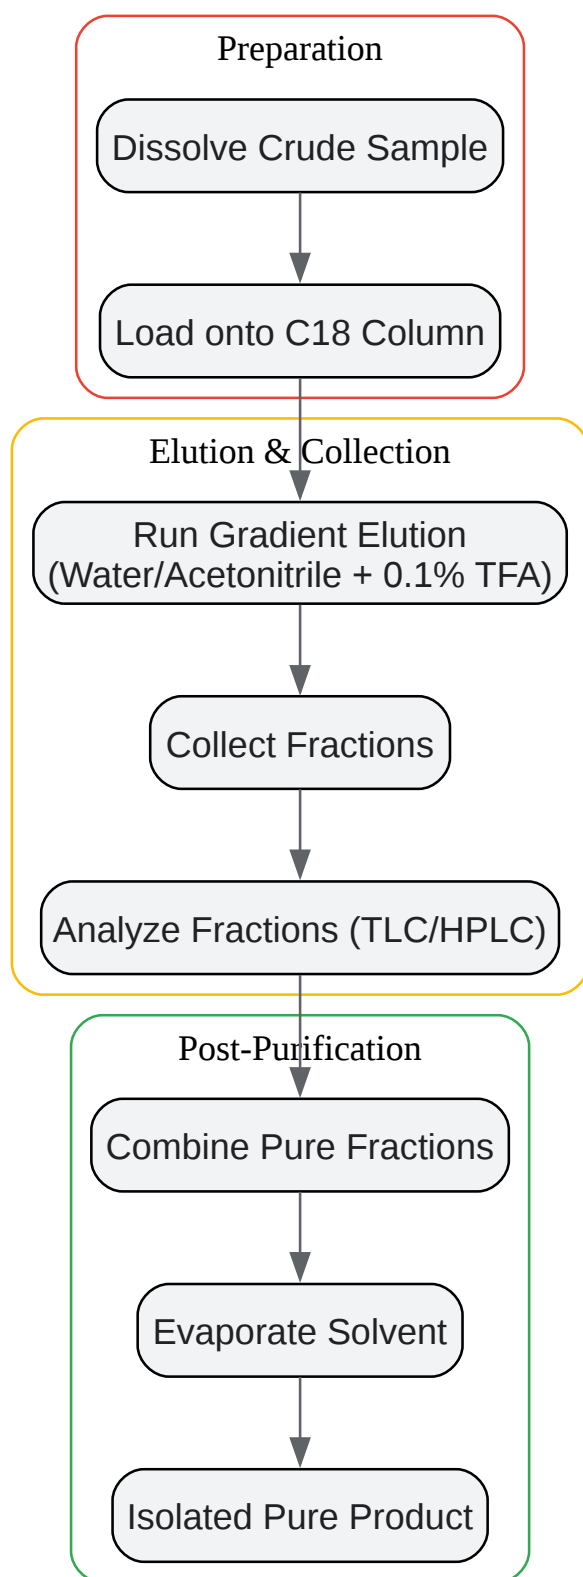 Preparation
Dissolve Crude Sample
Load onto C18 Column
Elution & Collection
Run Gradient Elution
(Water/Acetonitrile + 0.1% TFA)
Collect Fractions
Analyze Fractions (TLC/HPLC)
Post-Purification
Combine Pure Fractions
Evaporate Solvent
Isolated Pure Product